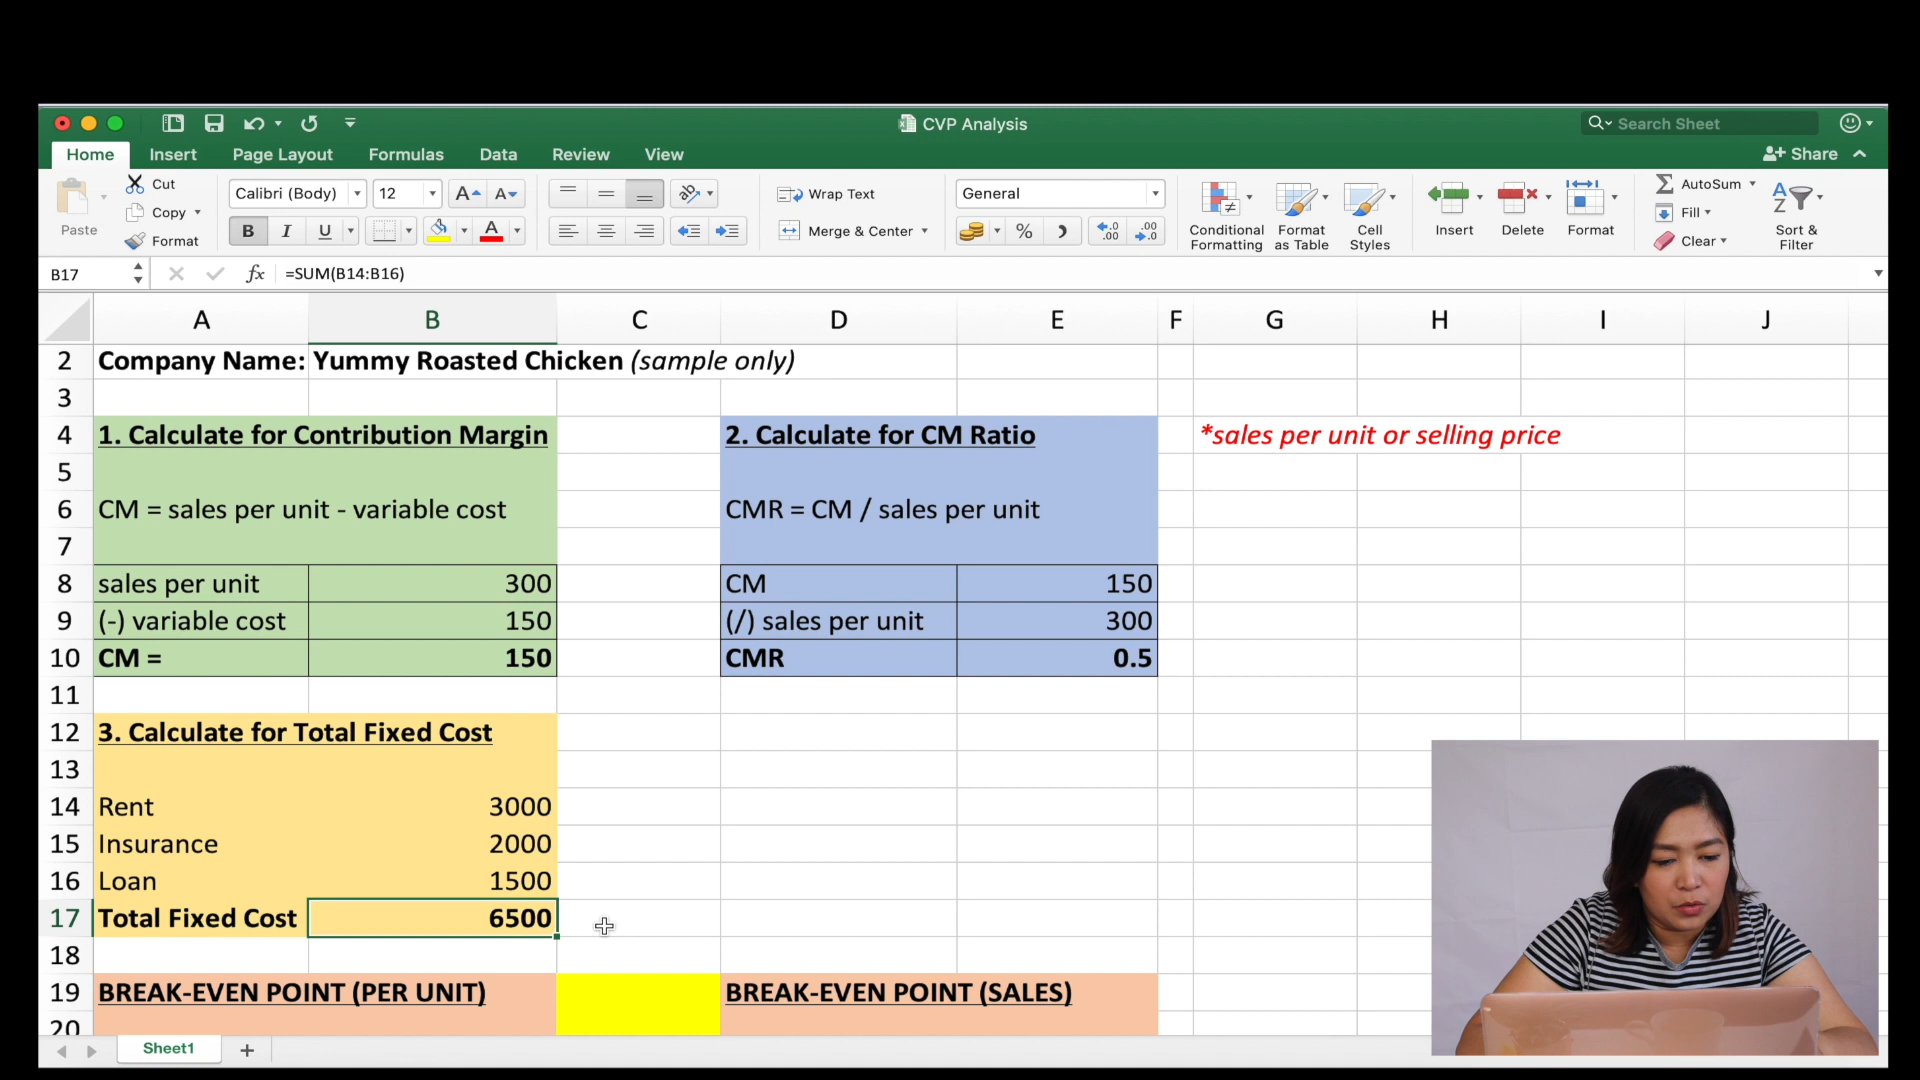 CVP Analysis
Search Sheet
Home Insert Page Layout Formulas Data Review View
Share
Paste
Cut
Copy
Format
Calibri (Body) 12
B I U
Wrap Text
Merge & Center
General
%
Conditional Formatting
Format as Table
Cell Styles
Insert Delete Format
AutoSum
Fill
Clear
Sort & Filter
B17 fx =SUM(B14:B16)
A B C D E F G H I J
2 Company Name: Yummy Roasted Chicken (sample only)
3
4 1. Calculate for Contribution Margin 2. Calculate for CM Ratio *sales per unit or selling price
5
6 CM = sales per unit - variable cost CMR = CM / sales per unit
7
8 sales per unit 300 CM 150
9 (-) variable cost 150 (/) sales per unit 300
10 CM = 150 CMR 0.5
11
12 3. Calculate for Total Fixed Cost
13
14 Rent 3000
15 Insurance 2000
16 Loan 1500
17 Total Fixed Cost 6500
18
19 BREAK-EVEN POINT (PER UNIT) BREAK-EVEN POINT (SALES)
20
Sheet1